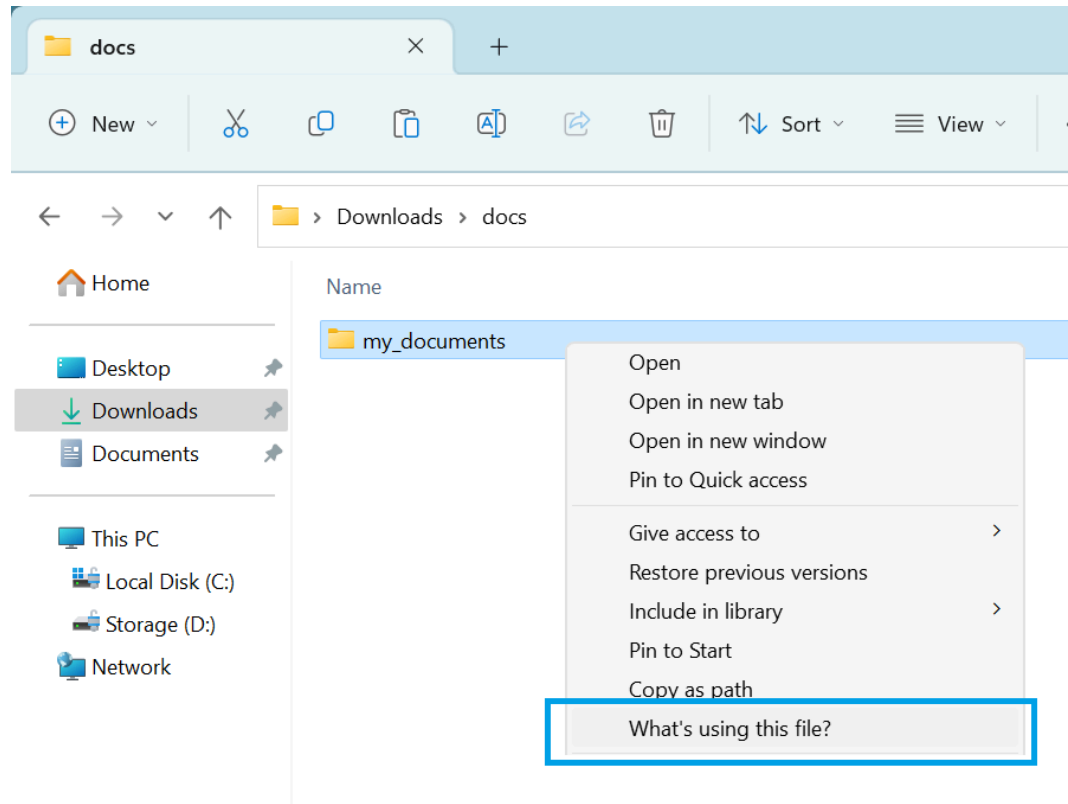 docs
New
Sort
View
Downloads > docs
Home
Desktop
Downloads
Documents
This PC
Local Disk (C:)
Storage (D:)
Network
Name
my_documents
Open
Open in new tab
Open in new window
Pin to Quick access
Give access to
Restore previous versions
Include in library
Pin to Start
Copy as path
What's using this file?